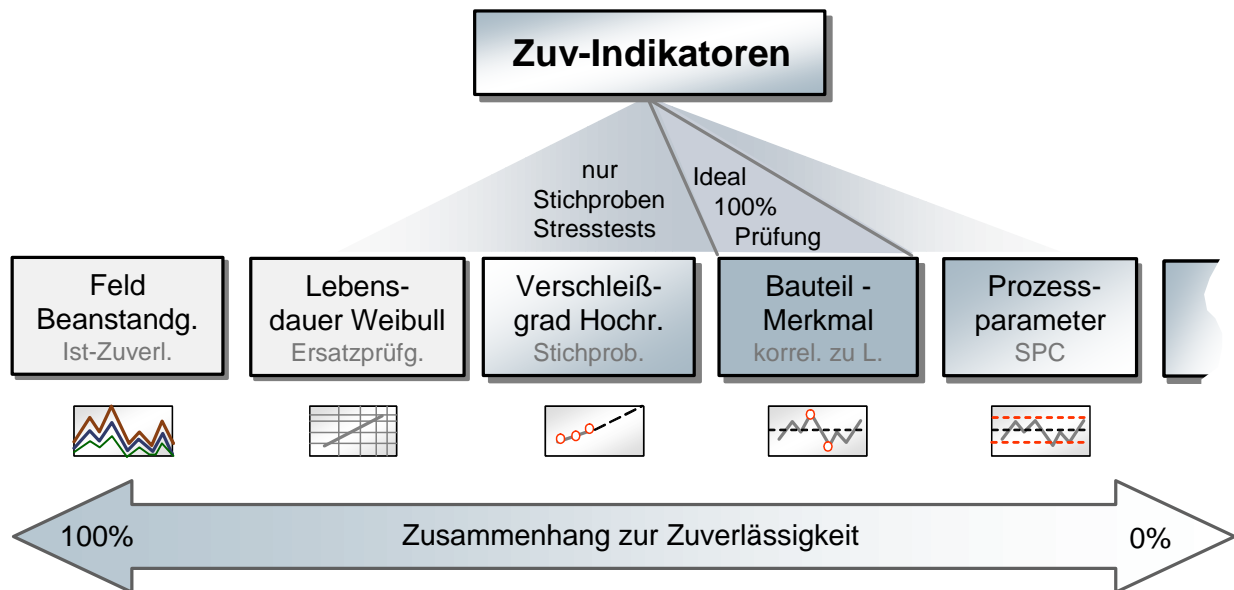 Zuv-Indikatoren
nur
Stichproben
Stresstests
Ideal
100%
Prüfung
Feld
Beanstandg.
Ist-Zuverl.
Lebens-
dauer Weibull
Ersatzprüfg.
Verschleiß-
grad Hochr.
Stichprob.
Bauteil -
Merkmal
korrel. zu L.
Prozess-
parameter
SPC
100%
Zusammenhang zur Zuverlässigkeit
0%